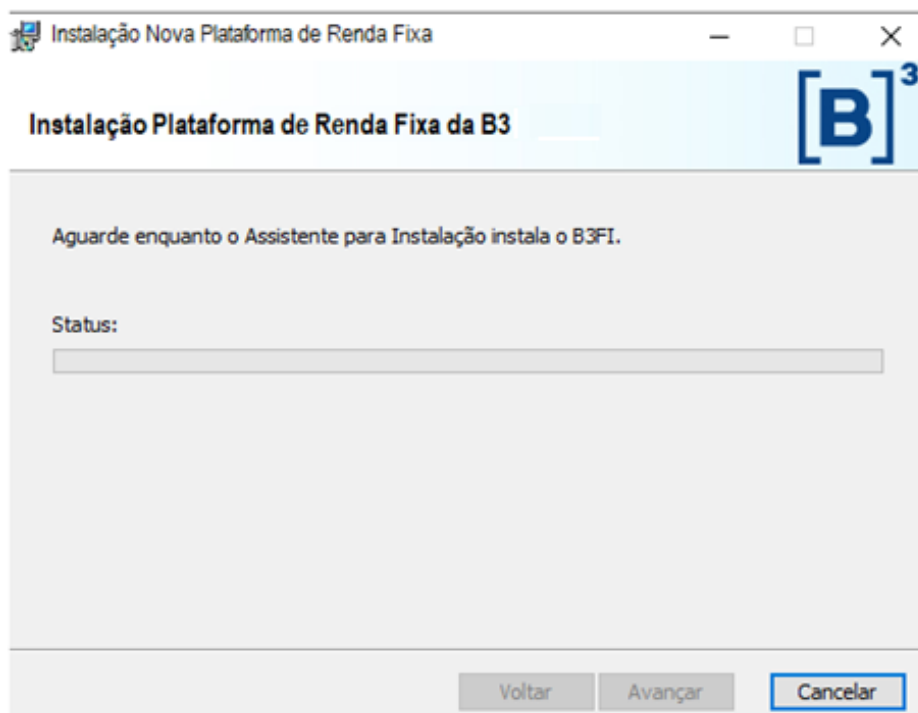 Instalação Nova Plataforma de Renda Fixa
[B]³
Instalação Plataforma de Renda Fixa da B3
Aguarde enquanto o Assistente para Instalação instala o B3FI.
Status:
Voltar
Avançar
Cancelar